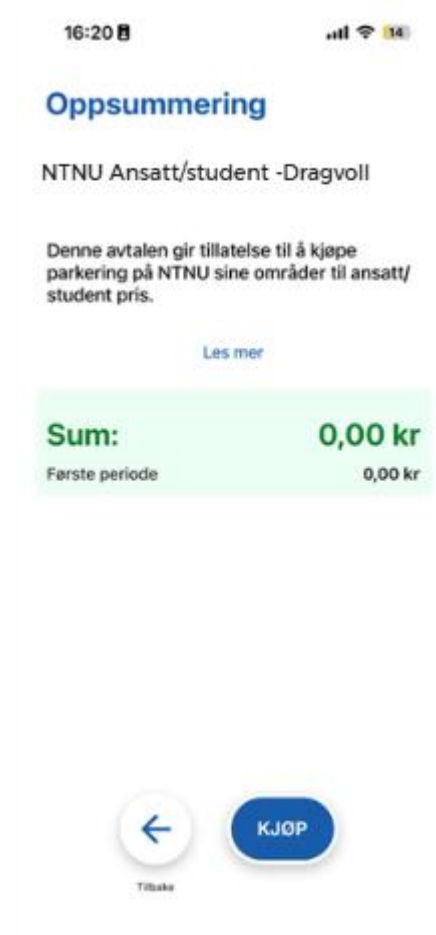 16:20
14
Oppsummering
NTNU Ansatt/student -Dragvoll
Denne avtalen gir tillatelse til å kjøpe
parkering på NTNU sine områder til ansatt/
student pris.
Les mer
Sum: 0,00 kr
Første periode 0,00 kr
KJØP
Tilbake